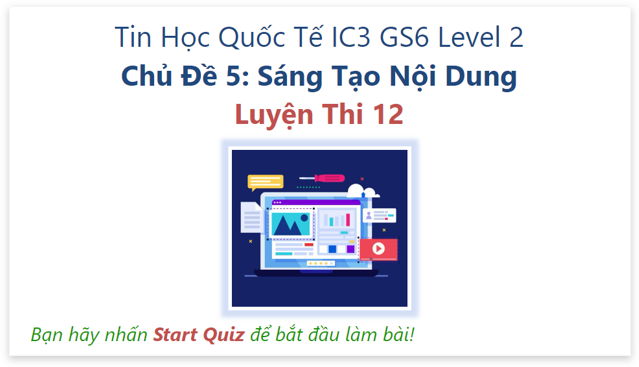 Tin Học Quốc Tế IC3 GS6 Level 2
Chủ Đề 5: Sáng Tạo Nội Dung
Luyện Thi 12
Bạn hãy nhấn Start Quiz để bắt đầu làm bài!